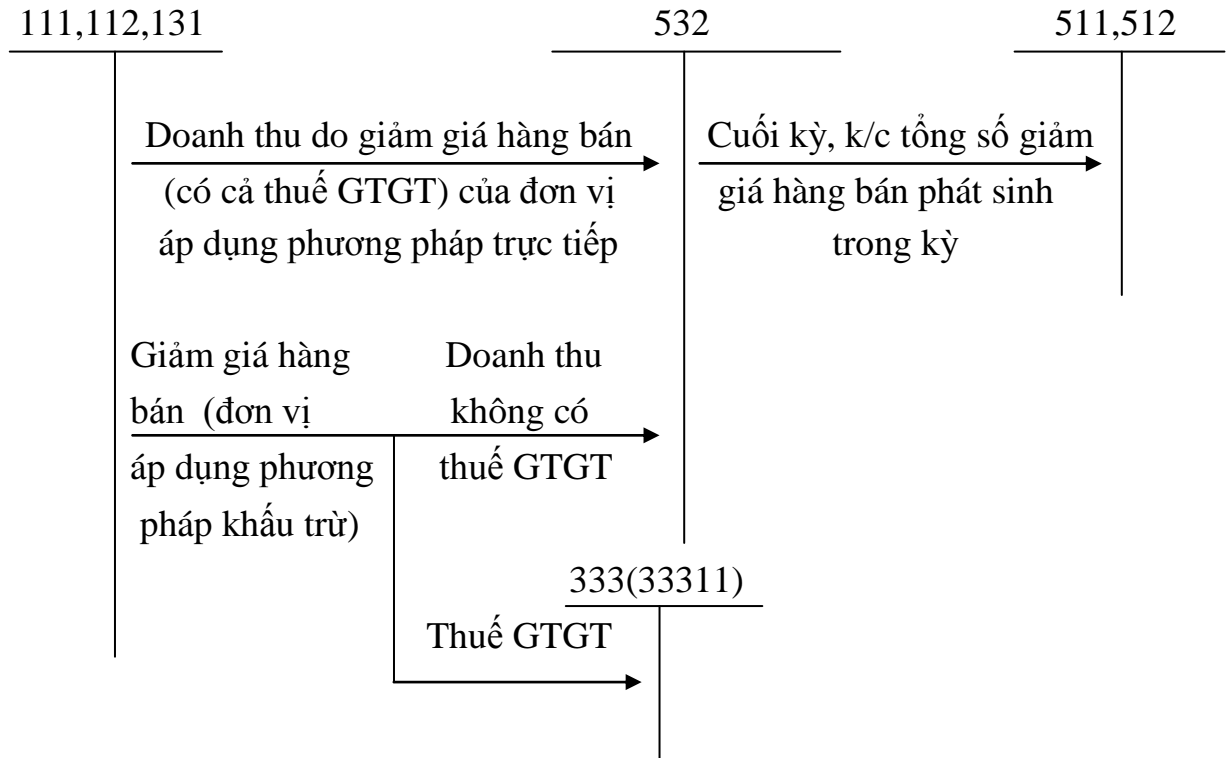 111,112,131
532
511,512
Doanh thu do giảm giá hàng bán
(có cả thuế GTGT) của đơn vị
áp dụng phương pháp trực tiếp
Cuối kỳ, k/c tổng số giảm
giá hàng bán phát sinh
trong kỳ
Giảm giá hàng
bán (đơn vị
áp dụng phương
pháp khấu trừ)
Doanh thu
không có
thuế GTGT
333(33311)
Thuế GTGT